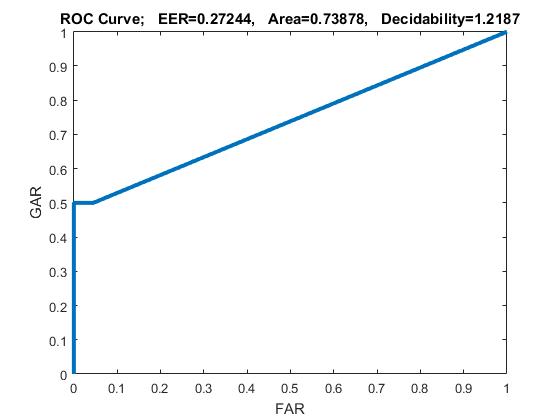 ROC Curve;   EER=0.27244,   Area=0.73878,   Decidability=1.2187
1
0.9
0.8
0.7
0.6
0.5
0.4
0.3
0.2
0.1
0
GAR
0 0.1 0.2 0.3 0.4 0.5 0.6 0.7 0.8 0.9 1
FAR